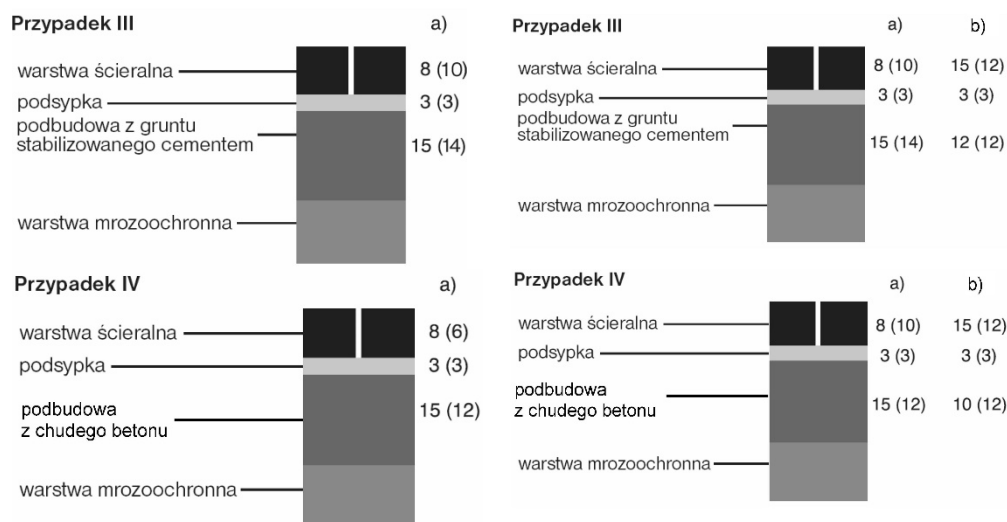 Przypadek III a)
warstwa ścieralna 8 (10)
podsypka 3 (3)
podbudowa z gruntu
stabilizowanego cementem 15 (14)
warstwa mrozoochronna
Przypadek III a) b)
warstwa ścieralna 8 (10) 15 (12)
podsypka 3 (3) 3 (3)
podbudowa z gruntu
stabilizowanego cementem 15 (14) 12 (12)
warstwa mrozoochronna
Przypadek IV a)
warstwa ścieralna 8 (6)
podsypka 3 (3)
podbudowa 15 (12)
z chudego betonu
warstwa mrozoochronna
Przypadek IV a) b)
warstwa ścieralna 8 (10) 15 (12)
podsypka 3 (3) 3 (3)
podbudowa
z chudego betonu 15 (12) 10 (12)
warstwa mrozoochronna